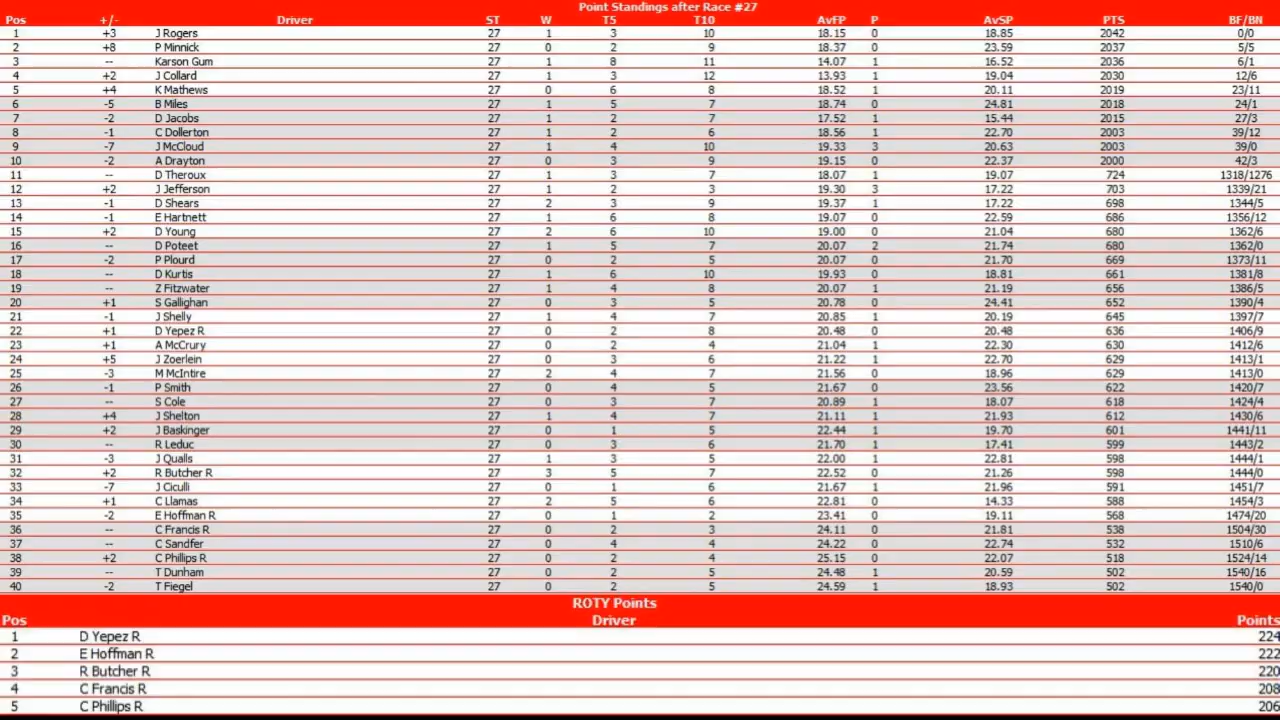 Point Standings after Race #27
Pos +/- Driver ST W T5 T10 AvFP P AvSP PTS BF/BN
1 +3 J Rogers 27 1 3 10 18.15 0 18.85 2042 0/0
2 +8 P Minnick 27 0 2 9 18.37 0 23.59 2037 5/5
3 -- Karson Gum 27 1 8 11 14.07 1 16.52 2036 6/1
4 +2 J Collard 27 1 3 12 13.93 1 19.04 2030 12/6
5 +4 K Mathews 27 0 6 8 18.52 1 20.11 2019 23/11
6 -5 B Miles 27 1 5 7 18.74 0 24.81 2018 24/1
7 -2 D Jacobs 27 1 2 7 17.52 1 15.44 2015 27/3
8 -1 C Dollerton 27 1 2 6 18.56 1 22.70 2003 39/12
9 -7 J McCloud 27 1 4 10 19.33 3 20.63 2003 39/0
10 -2 A Drayton 27 0 3 9 19.15 0 22.37 2000 42/3
11 -- D Theroux 27 1 3 7 18.07 1 19.07 724 1318/1276
12 +2 J Jefferson 27 1 2 3 19.30 3 17.22 703 1339/21
13 -1 D Shears 27 2 3 9 19.37 1 17.22 698 1344/5
14 -1 E Hartnett 27 1 6 8 19.07 0 22.59 686 1356/12
15 +2 D Young 27 2 6 10 19.00 0 21.04 680 1362/6
16 -- D Poteet 27 1 5 7 20.07 2 21.74 680 1362/0
17 -2 P Plourd 27 0 2 5 20.07 0 21.70 669 1373/11
18 -- D Kurtis 27 1 6 10 19.93 0 18.81 661 1381/8
19 -- Z Fitzwater 27 1 4 8 20.07 1 21.19 656 1386/5
20 +1 S Gallighan 27 0 3 5 20.78 0 24.41 652 1390/4
21 -1 J Shelly 27 1 4 7 20.85 1 20.19 645 1397/7
22 +1 D Yepez R 27 0 2 8 20.48 0 20.48 636 1406/9
23 +1 A McCrury 27 0 2 4 21.04 1 22.30 630 1412/6
24 +5 J Zoerlein 27 0 3 6 21.22 1 22.70 629 1413/1
25 -3 M McIntire 27 2 4 7 21.56 0 18.96 629 1413/0
26 -1 P Smith 27 0 4 5 21.67 0 23.56 622 1420/7
27 -- S Cole 27 0 3 7 20.89 1 18.07 618 1424/4
28 +4 J Shelton 27 1 4 7 21.11 1 21.93 612 1430/6
29 +2 J Baskinger 27 0 1 5 22.44 1 19.70 601 1441/11
30 -- R Leduc 27 0 3 6 21.70 1 17.41 599 1443/2
31 -3 J Qualls 27 1 3 5 22.00 1 22.81 598 1444/1
32 +2 R Butcher R 27 3 5 7 22.52 0 21.26 598 1444/0
33 -7 J Ciculli 27 0 1 6 21.67 1 21.96 591 1451/7
34 +1 C Llamas 27 2 5 6 22.81 0 14.33 588 1454/3
35 -2 E Hoffman R 27 0 1 2 23.41 0 19.11 568 1474/20
36 -- C Francis R 27 0 2 3 24.11 0 21.81 538 1504/30
37 -- C Sandfer 27 0 4 4 24.22 0 22.74 532 1510/6
38 +2 C Phillips R 27 0 2 4 25.15 0 22.07 518 1524/14
39 -- T Dunham 27 0 2 5 24.48 1 20.59 502 1540/16
40 -2 T Fiegel 27 0 2 5 24.59 1 18.93 502 1540/0
ROTY Points
Pos Driver Points
1 D Yepez R 224
2 E Hoffman R 222
3 R Butcher R 220
4 C Francis R 208
5 C Phillips R 206